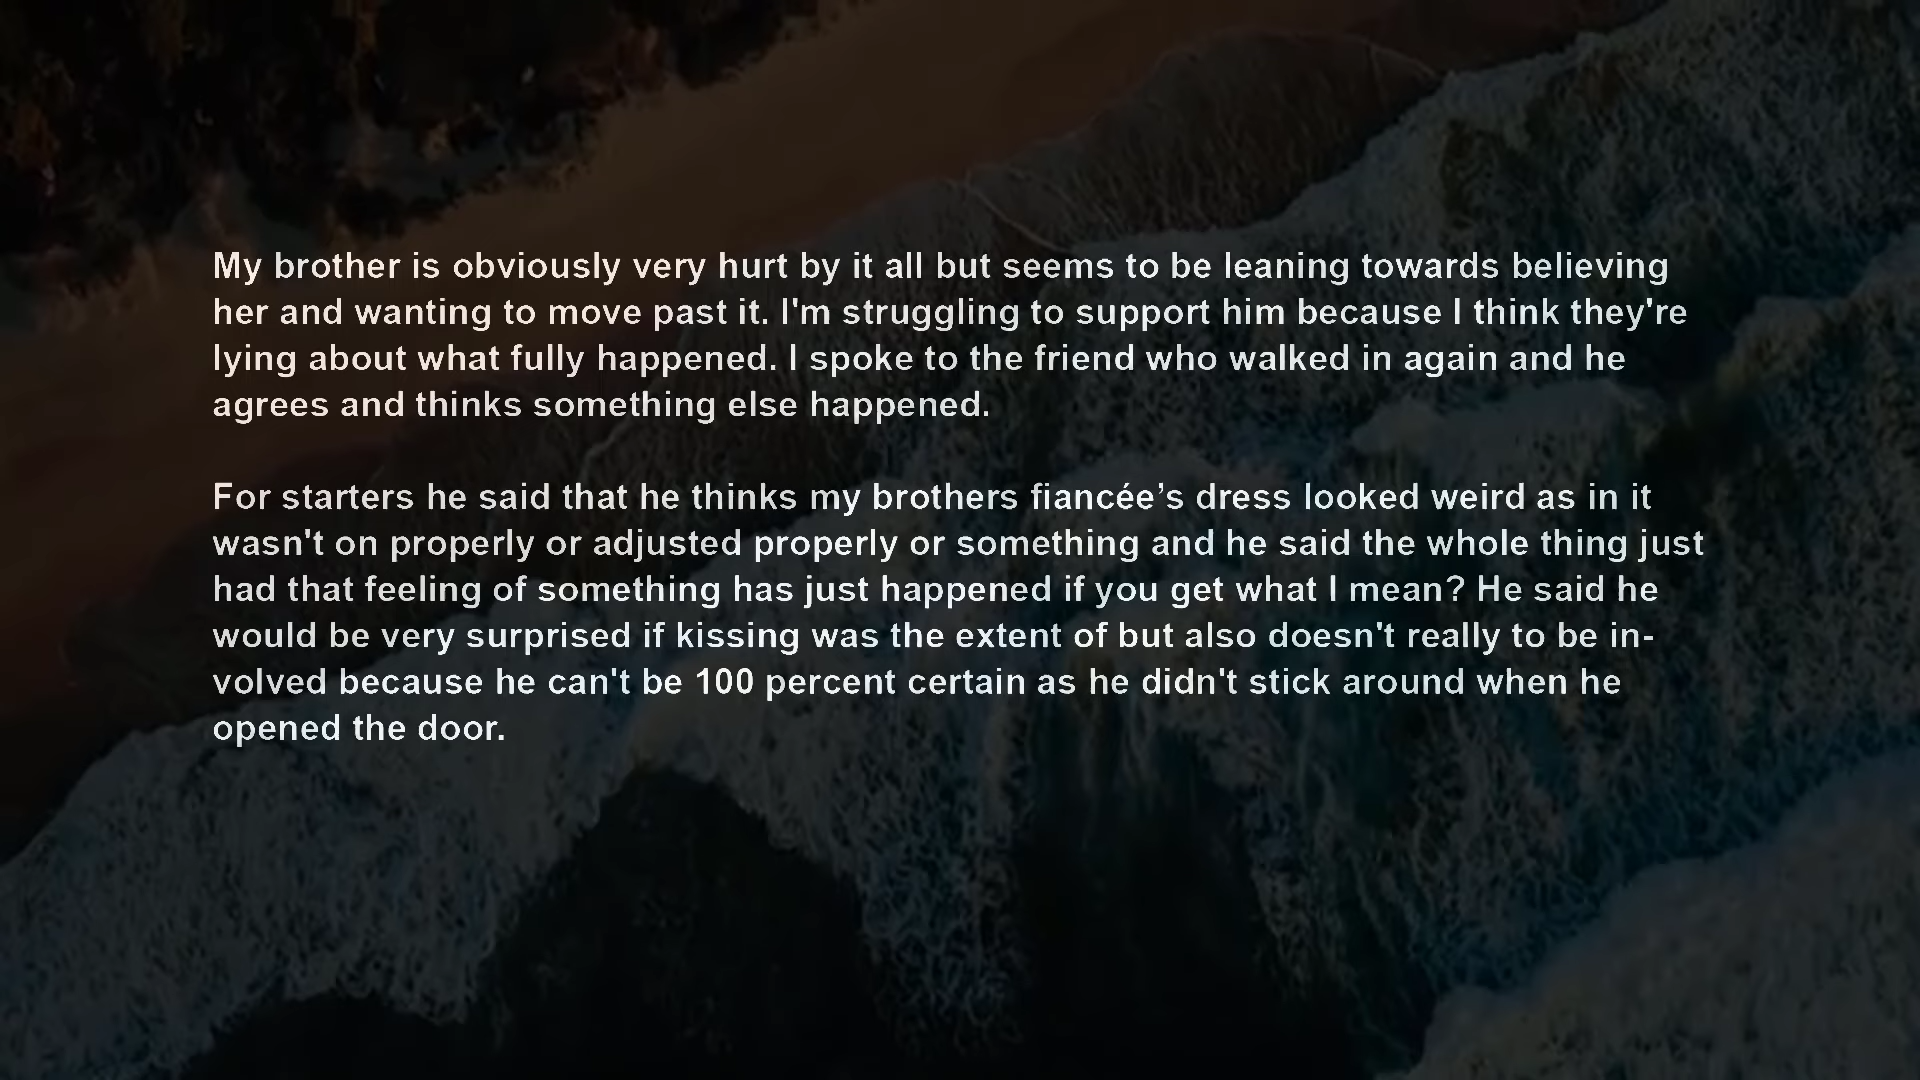 My brother is obviously very hurt by it all but seems to be leaning towards believing
her and wanting to move past it. I'm struggling to support him because I think they're
lying about what fully happened. I spoke to the friend who walked in again and he
agrees and thinks something else happened.
For starters he said that he thinks my brothers fiancée’s dress looked weird as in it
wasn't on properly or adjusted properly or something and he said the whole thing just
had that feeling of something has just happened if you get what I mean? He said he
would be very surprised if kissing was the extent of but also doesn't really to be in-
volved because he can't be 100 percent certain as he didn't stick around when he
opened the door.